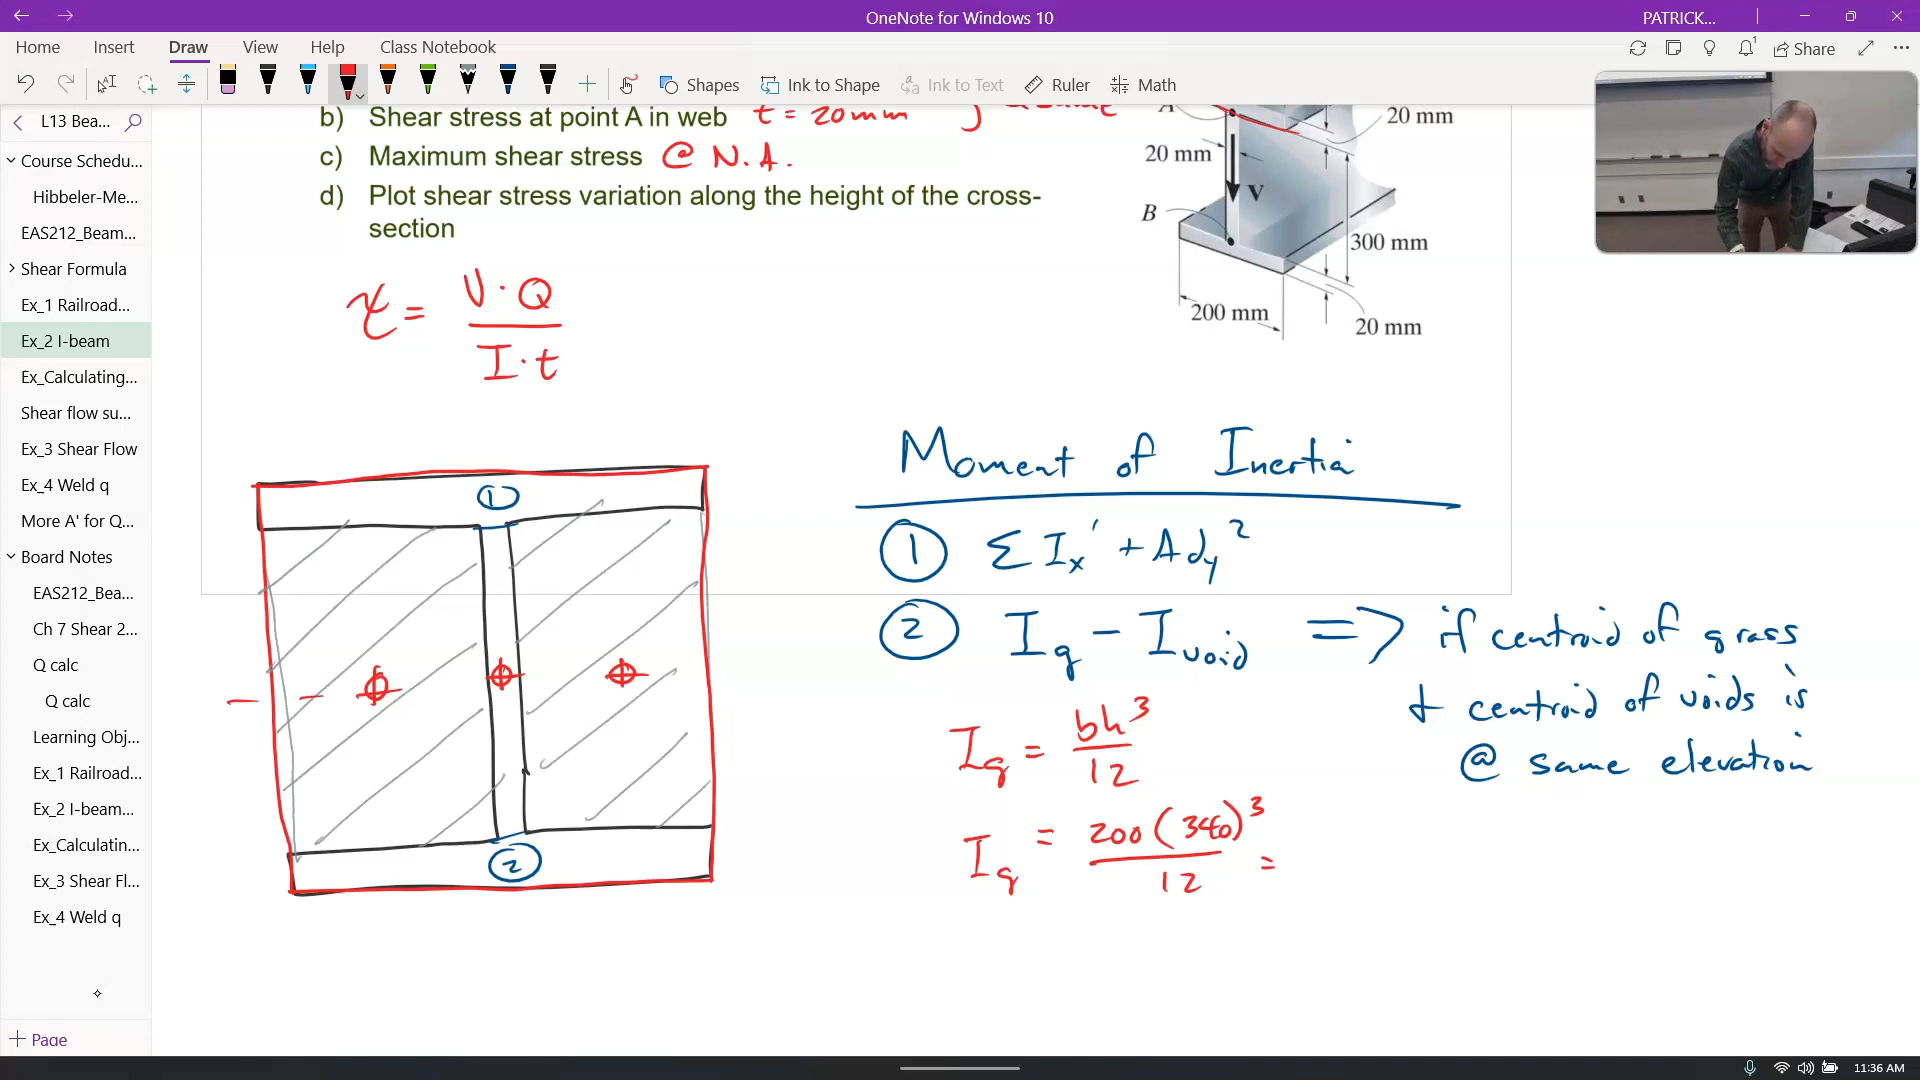 OneNote for Windows 10
PATRICK...
Home Insert Draw View Help Class Notebook
Share
Shapes Ink to Shape Ink to Text Ruler Math
L13 Bea...
Course Schedu...
Hibbeler-Me...
EAS212_Beam...
Shear Formula
Ex_1 Railroad...
Ex_2 I-beam
Ex_Calculating...
Shear flow su...
Ex_3 Shear Flow
Ex_4 Weld q
More A' for Q...
Board Notes
EAS212_Bea...
Ch 7 Shear 2...
Q calc
Q calc
Learning Obj...
Ex_1 Railroad...
Ex_2 I-beam...
Ex_Calculatin...
Ex_3 Shear Fl...
Ex_4 Weld q
Page
b) Shear stress at point A in web t = 20mm
c) Maximum shear stress @ N.A.
d) Plot shear stress variation along the height of the cross-
section
A
20 mm
20 mm
V
B
300 mm
200 mm
20 mm
τ = V·Q / I·t
1
2
Moment of Inertia
1 Σ Ix' + Ady²
2 Ig - Ivoid => if centroid of gross
+ centroid of voids is
@ same elevation
Ig = bh³ / 12
Ig = 200 (340)³ / 12 =
11:36 AM